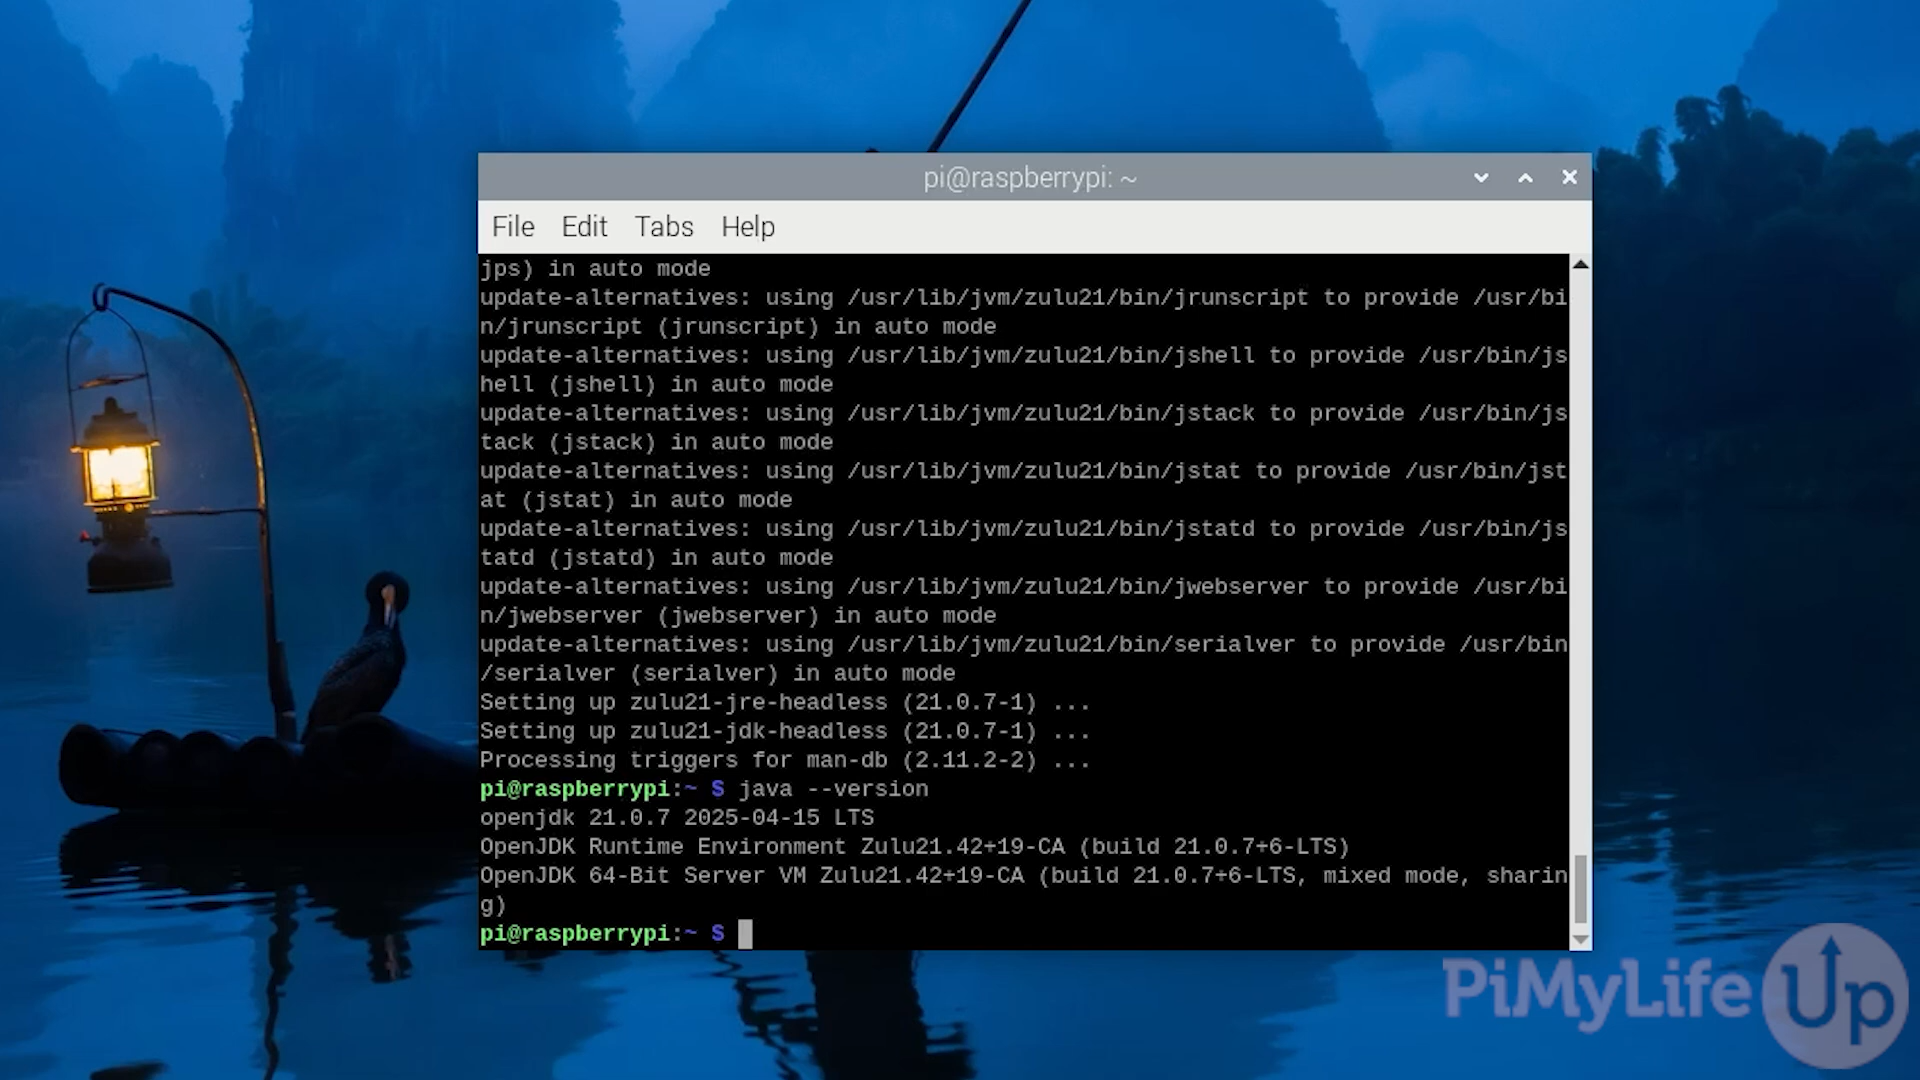 pi@raspberrypi: ~
File Edit Tabs Help
jps) in auto mode
update-alternatives: using /usr/lib/jvm/zulu21/bin/jrunscript to provide /usr/bi
n/jrunscript (jrunscript) in auto mode
update-alternatives: using /usr/lib/jvm/zulu21/bin/jshell to provide /usr/bin/js
hell (jshell) in auto mode
update-alternatives: using /usr/lib/jvm/zulu21/bin/jstack to provide /usr/bin/js
tack (jstack) in auto mode
update-alternatives: using /usr/lib/jvm/zulu21/bin/jstat to provide /usr/bin/jst
at (jstat) in auto mode
update-alternatives: using /usr/lib/jvm/zulu21/bin/jstatd to provide /usr/bin/js
tatd (jstatd) in auto mode
update-alternatives: using /usr/lib/jvm/zulu21/bin/jwebserver to provide /usr/bi
n/jwebserver (jwebserver) in auto mode
update-alternatives: using /usr/lib/jvm/zulu21/bin/serialver to provide /usr/bin
/serialver (serialver) in auto mode
Setting up zulu21-jre-headless (21.0.7-1) ...
Setting up zulu21-jdk-headless (21.0.7-1) ...
Processing triggers for man-db (2.11.2-2) ...
pi@raspberrypi:~ $ java --version
openjdk 21.0.7 2025-04-15 LTS
OpenJDK Runtime Environment Zulu21.42+19-CA (build 21.0.7+6-LTS)
OpenJDK 64-Bit Server VM Zulu21.42+19-CA (build 21.0.7+6-LTS, mixed mode, sharin
g)
pi@raspberrypi:~ $
PiMyLifeUp